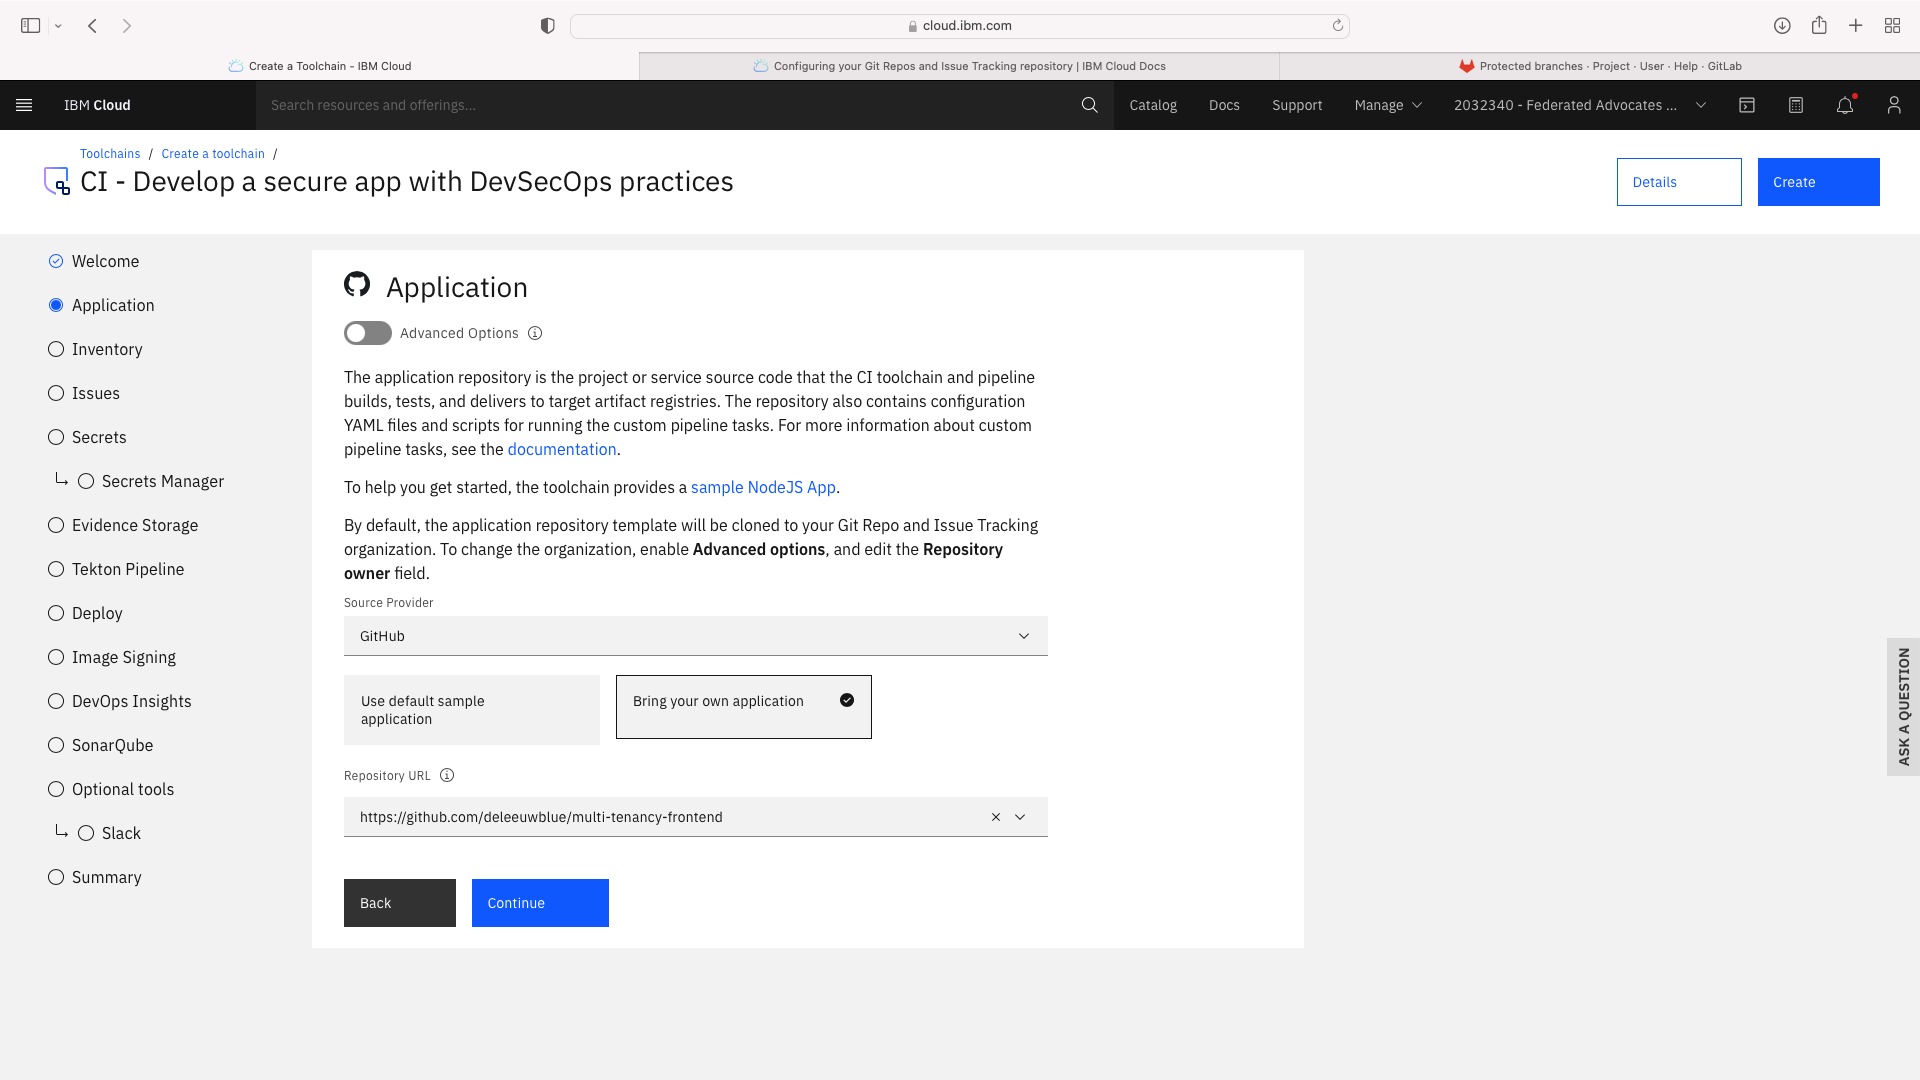 cloud.ibm.com
Create a Toolchain - IBM Cloud
Configuring your Git Repos and Issue Tracking repository | IBM Cloud Docs
Protected branches · Project · User · Help · GitLab
IBM Cloud
Search resources and offerings...
Catalog
Docs
Support
Manage
2032340 - Federated Advocates ...
Toolchains / Create a toolchain /
CI - Develop a secure app with DevSecOps practices
Details
Create
Welcome
Application
Inventory
Issues
Secrets
Secrets Manager
Evidence Storage
Tekton Pipeline
Deploy
Image Signing
DevOps Insights
SonarQube
Optional tools
Slack
Summary
Application
Advanced Options
The application repository is the project or service source code that the CI toolchain and pipeline
builds, tests, and delivers to target artifact registries. The repository also contains configuration
YAML files and scripts for running the custom pipeline tasks. For more information about custom
pipeline tasks, see the documentation.
To help you get started, the toolchain provides a sample NodeJS App.
By default, the application repository template will be cloned to your Git Repo and Issue Tracking
organization. To change the organization, enable Advanced options, and edit the Repository
owner field.
Source Provider
GitHub
Use default sample
application
Bring your own application
Repository URL
https://github.com/deleeuwblue/multi-tenancy-frontend
Back
Continue
ASK A QUESTION